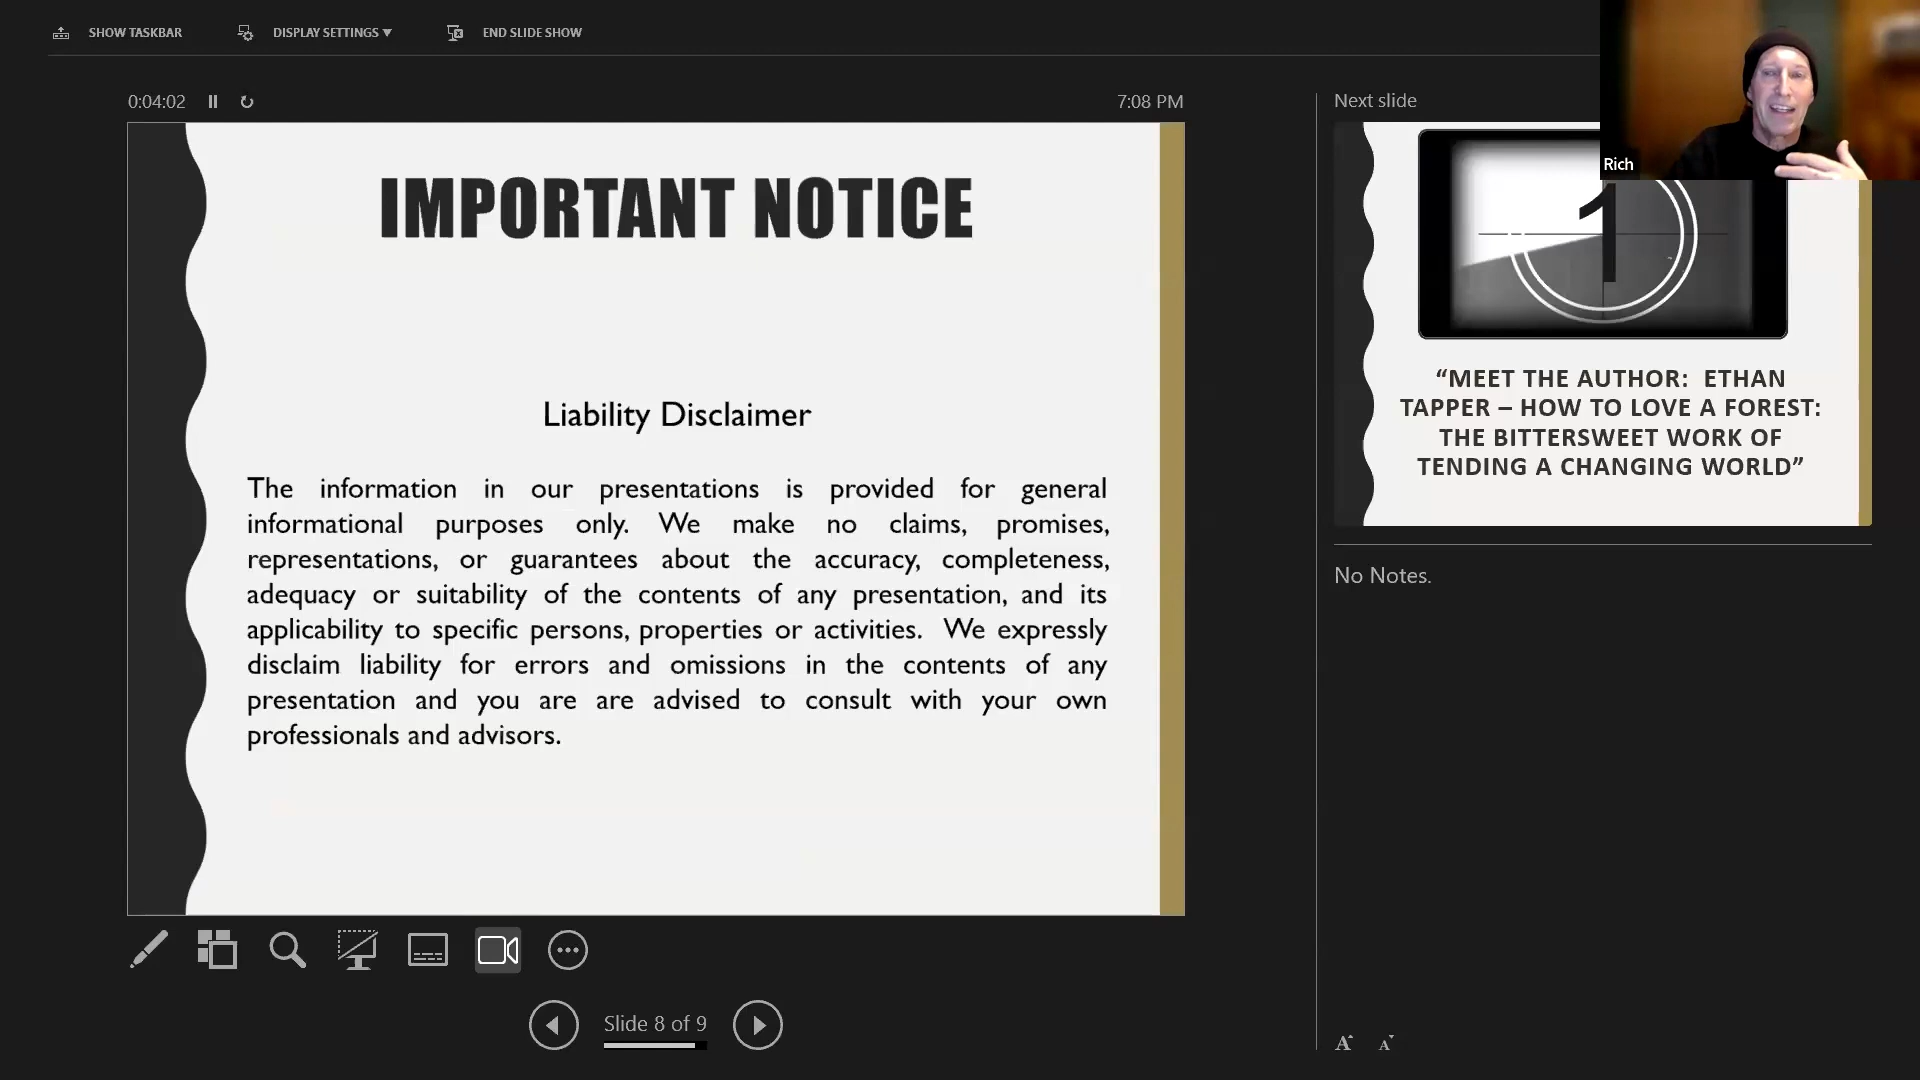 SHOW TASKBAR
DISPLAY SETTINGS ▼
END SLIDE SHOW
0:04:02
7:08 PM
IMPORTANT NOTICE
Liability Disclaimer
The information in our presentations is provided for general
informational purposes only. We make no claims, promises,
representations, or guarantees about the accuracy, completeness,
adequacy or suitability of the contents of any presentation, and its
applicability to specific persons, properties or activities. We expressly
disclaim liability for errors and omissions in the contents of any
presentation and you are are advised to consult with your own
professionals and advisors.
Slide 8 of 9
Next slide
Rich
1
“MEET THE AUTHOR: ETHAN
TAPPER – HOW TO LOVE A FOREST:
THE BITTERSWEET WORK OF
TENDING A CHANGING WORLD”
No Notes.
A A